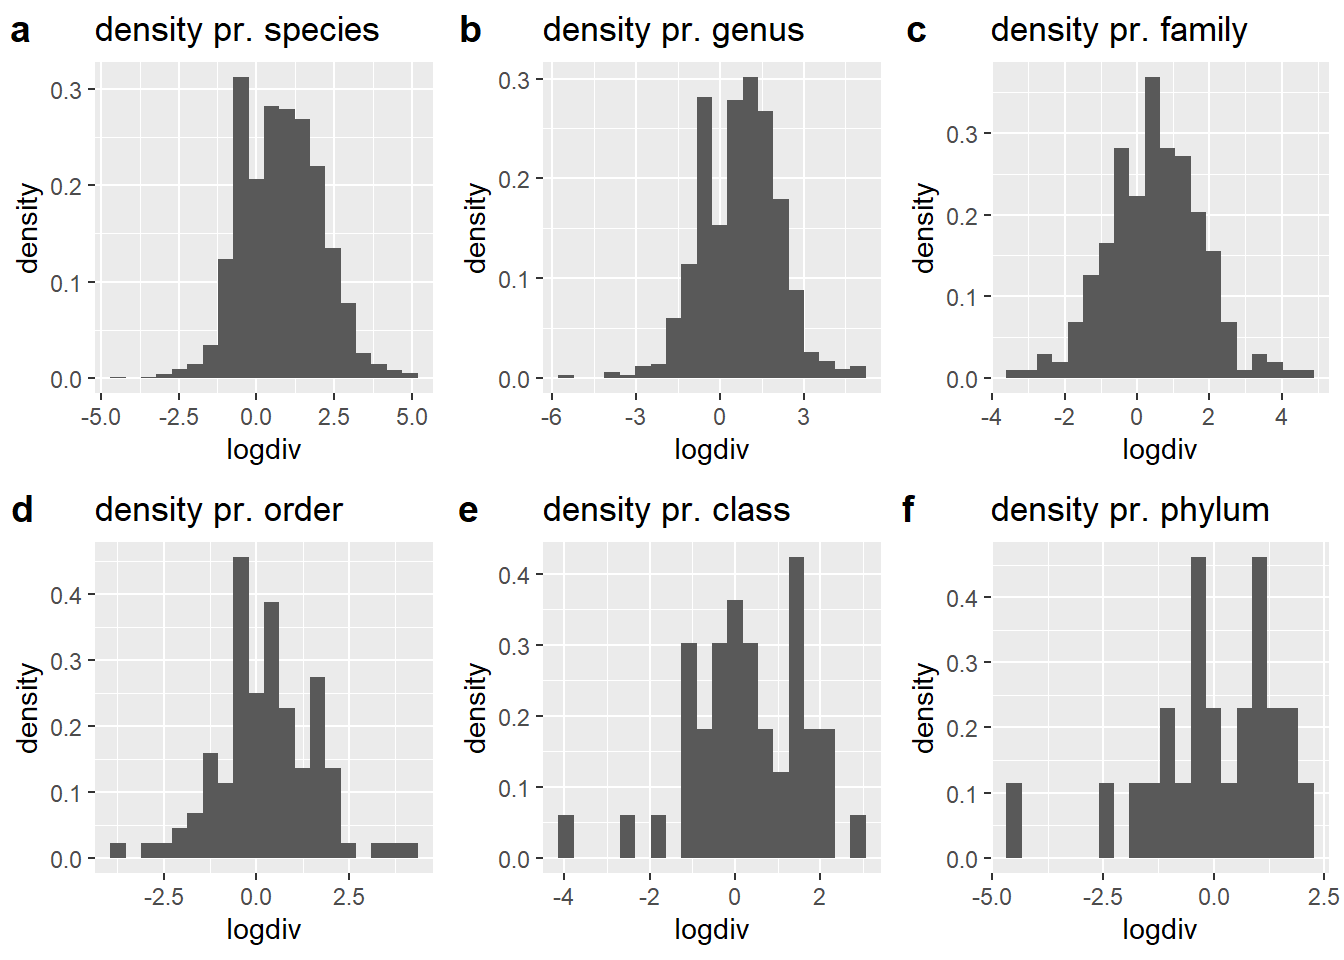 a density pr. species
0.3
0.2
0.1
0.0
density
-5.0 -2.5 0.0 2.5 5.0
logdiv
b density pr. genus
0.3
0.2
0.1
0.0
density
-6 -3 0 3
logdiv
c density pr. family
0.3
0.2
0.1
0.0
density
-4 -2 0 2 4
logdiv
d density pr. order
0.4
0.3
0.2
0.1
0.0
density
-2.5 0.0 2.5
logdiv
e density pr. class
0.4
0.3
0.2
0.1
0.0
density
-4 -2 0 2
logdiv
f density pr. phylum
0.4
0.3
0.2
0.1
0.0
density
-5.0 -2.5 0.0 2.5
logdiv